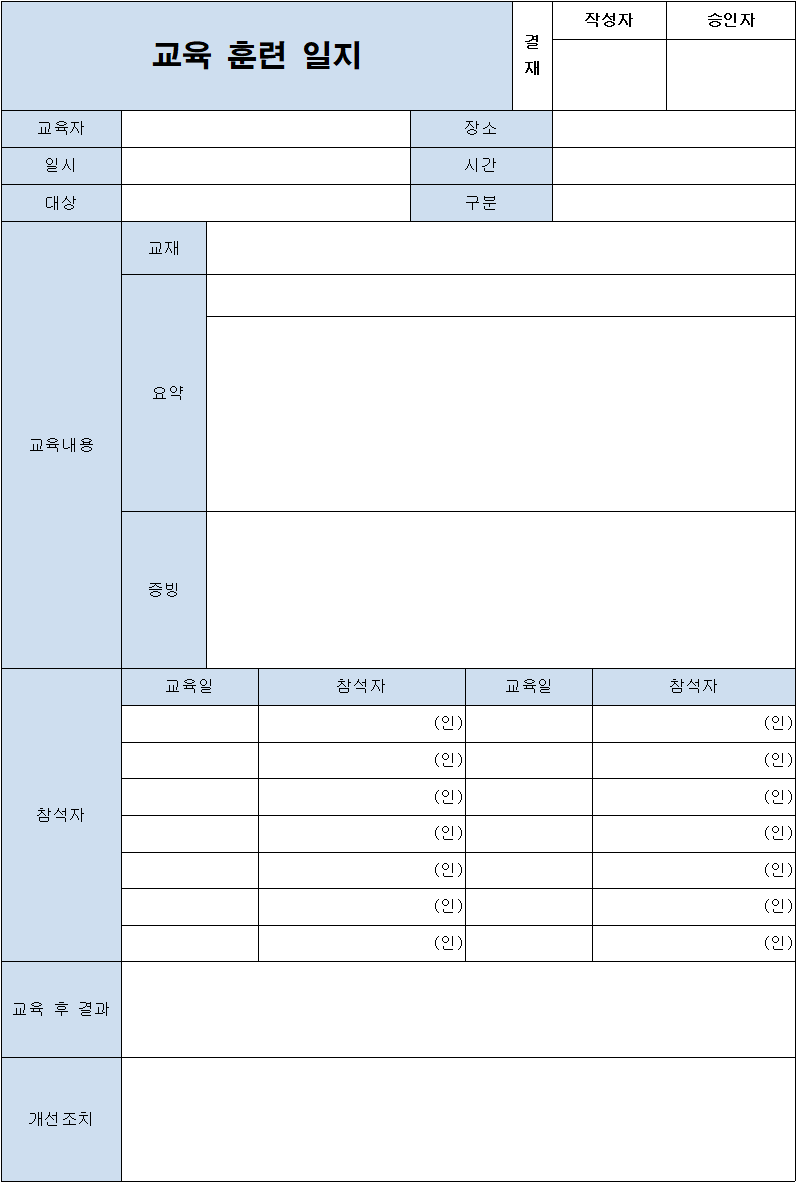 교육 훈련 일지
결
재
작성자 승인자
교육자 장소
일시 시간
대상 구분
교육내용
교재
요약
증빙
참석자
교육일 참석자 교육일 참석자
(인) (인)
(인) (인)
(인) (인)
(인) (인)
(인) (인)
(인) (인)
(인) (인)
교육 후 결과
개선조치